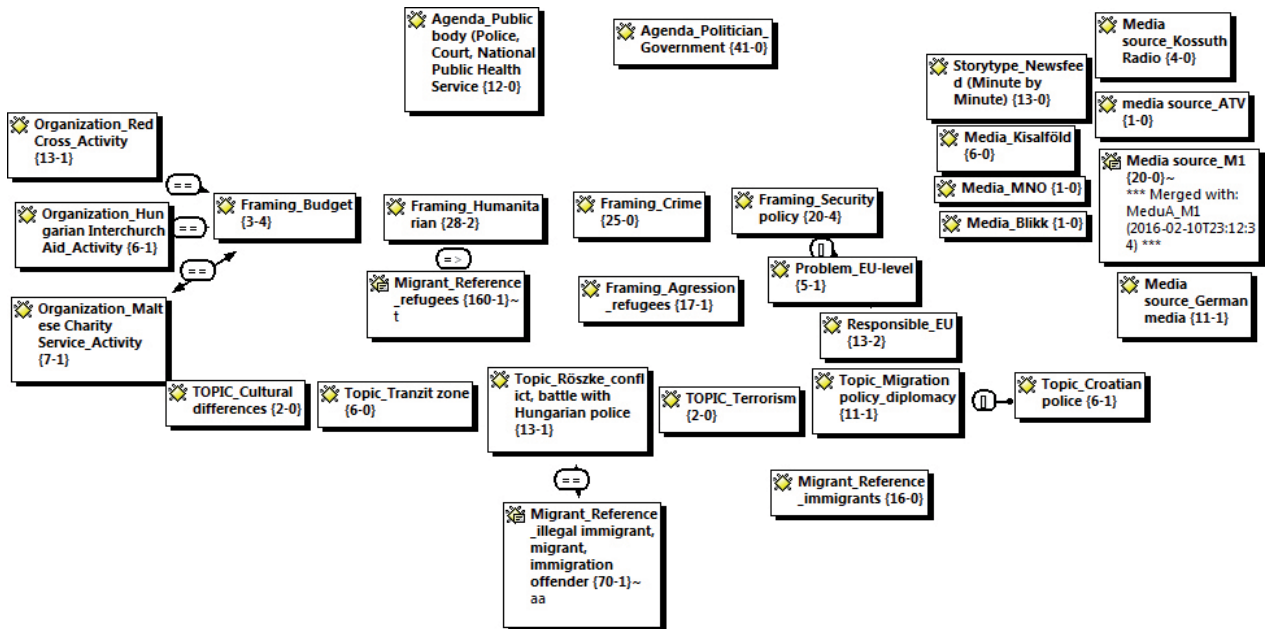 Agenda_Public
body (Police,
Court, National
Public Health
Service {12-0}
Agenda_Politician_
Government {41-0}
Media
source_Kossuth
Radio {4-0}
Storytype_Newsfee
d (Minute by
Minute) {13-0}
media source_ATV
{1-0}
Organization_Red
Cross_Activity
{13-1}
Media_Kisalföld
{6-0}
Media source_M1
{20-0}~
*** Merged with:
MeduA_M1
(2016-02-10T23:12:3
4) ***
Media_MNO {1-0}
Media_Blikk {1-0}
==
Organization_Hun
garian Interchurch
Aid_Activity {6-1}
==
Framing_Budget
{3-4}
Framing_Humanita
rian {28-2}
Framing_Crime
{25-0}
Framing_Security
policy {20-4}
[]
==
=>
Problem_EU-level
{5-1}
Migrant_Reference
_refugees {160-1}~
t
Framing_Agression
_refugees {17-1}
Media
source_German
media {11-1}
Organization_Malt
ese Charity
Service_Activity
{7-1}
Responsible_EU
{13-2}
TOPIC_Cultural
differences {2-0}
Topic_Tranzit zone
{6-0}
Topic_Röszke_confl
ict, battle with
Hungarian police
{13-1}
TOPIC_Terrorism
{2-0}
Topic_Migration
policy_diplomacy
{11-1}
[]
Topic_Croatian
police {6-1}
==
Migrant_Reference
_immigrants {16-0}
Migrant_Reference
_illegal immigrant,
migrant,
immigration
offender {70-1}~
aa